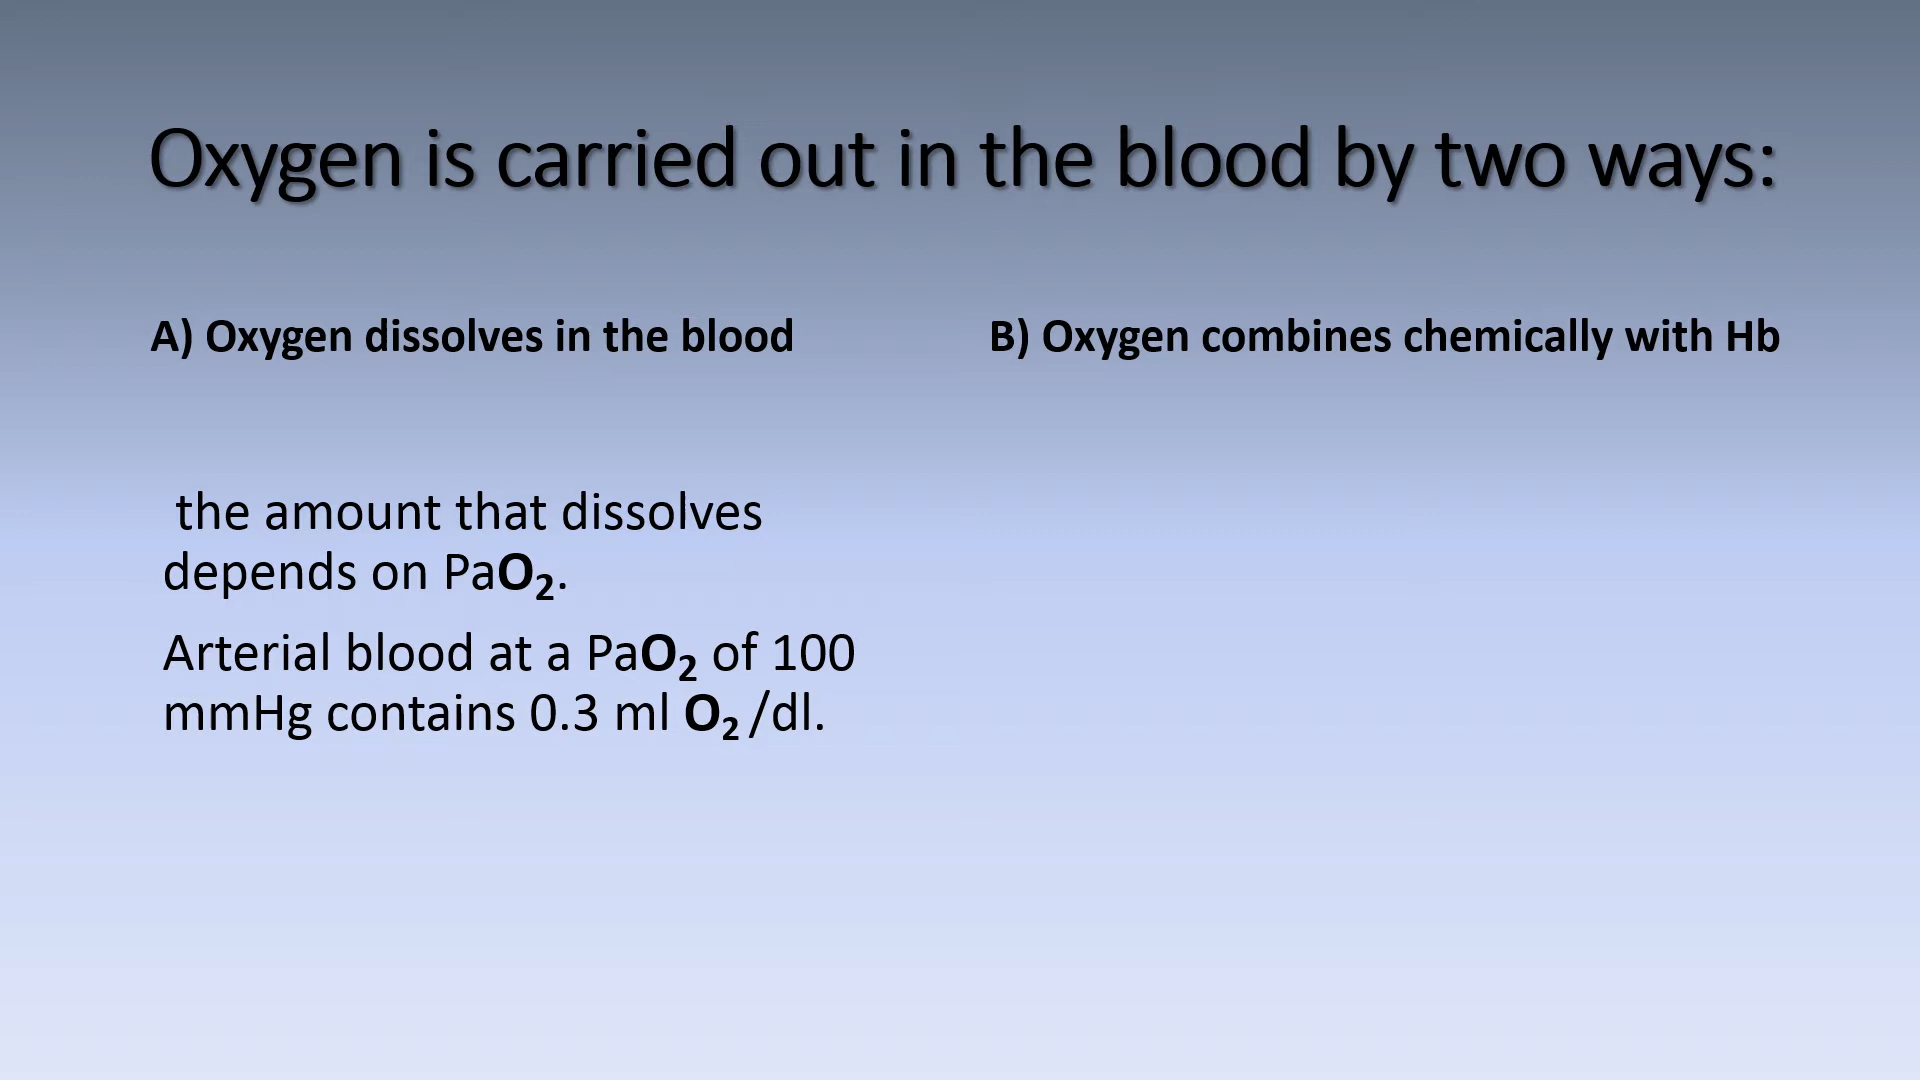 Oxygen is carried out in the blood by two ways:
A) Oxygen dissolves in the blood
B) Oxygen combines chemically with Hb
the amount that dissolves
depends on PaO₂.
Arterial blood at a PaO₂ of 100
mmHg contains 0.3 ml O₂ /dl.